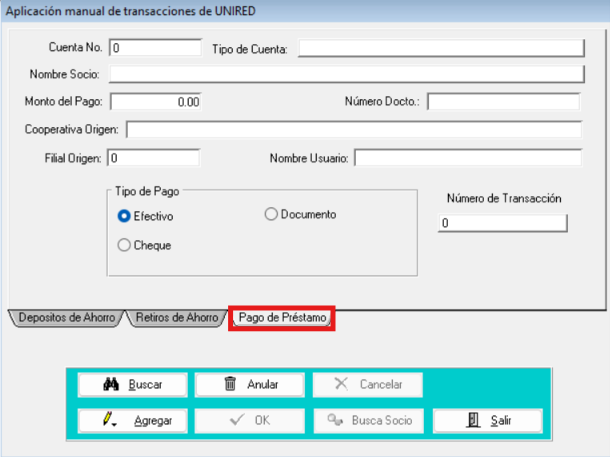 Aplicación manual de transacciones de UNIRED
Cuenta No. 0 Tipo de Cuenta:
Nombre Socio:
Monto del Pago: 0.00 Número Docto.:
Cooperativa Origen:
Filial Origen: 0 Nombre Usuario:
Tipo de Pago
Efectivo Documento
Cheque
Número de Transacción
0
Depositos de Ahorro Retiros de Ahorro Pago de Préstamo
Buscar Anular Cancelar
Agregar OK Busca Socio Salir